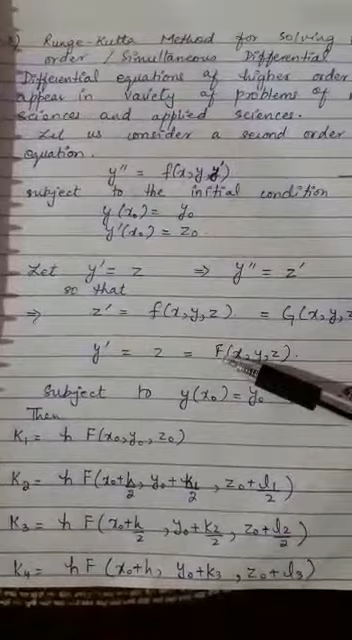 Runge-Kutta Method for solving
order / Simultaneous Differential
Differential equations of higher order
appear in vavety of problems of
sciences and applied sciences.
Let us consider a second order
equation.
y'' = f(x, y, y')
subject to the initial condition
y(x₀) = y₀
y'(x₀) = z₀
Let y' = z ⇒ y'' = z'
so that
⇒ z' = f(x, y, z) = G(x, y, z
y' = z = F(x, y, z).
subject to y(x₀) = y₀
Then
K₁ = h F(x₀, y₀, z₀)
K₂ = h F(x₀+h/2, y₀+k₁/2, z₀+l₁/2)
K₃ = h F(x₀+h/2, y₀+k₂/2, z₀+l₂/2)
K₄ = h F(x₀+h, y₀+k₃, z₀+l₃)